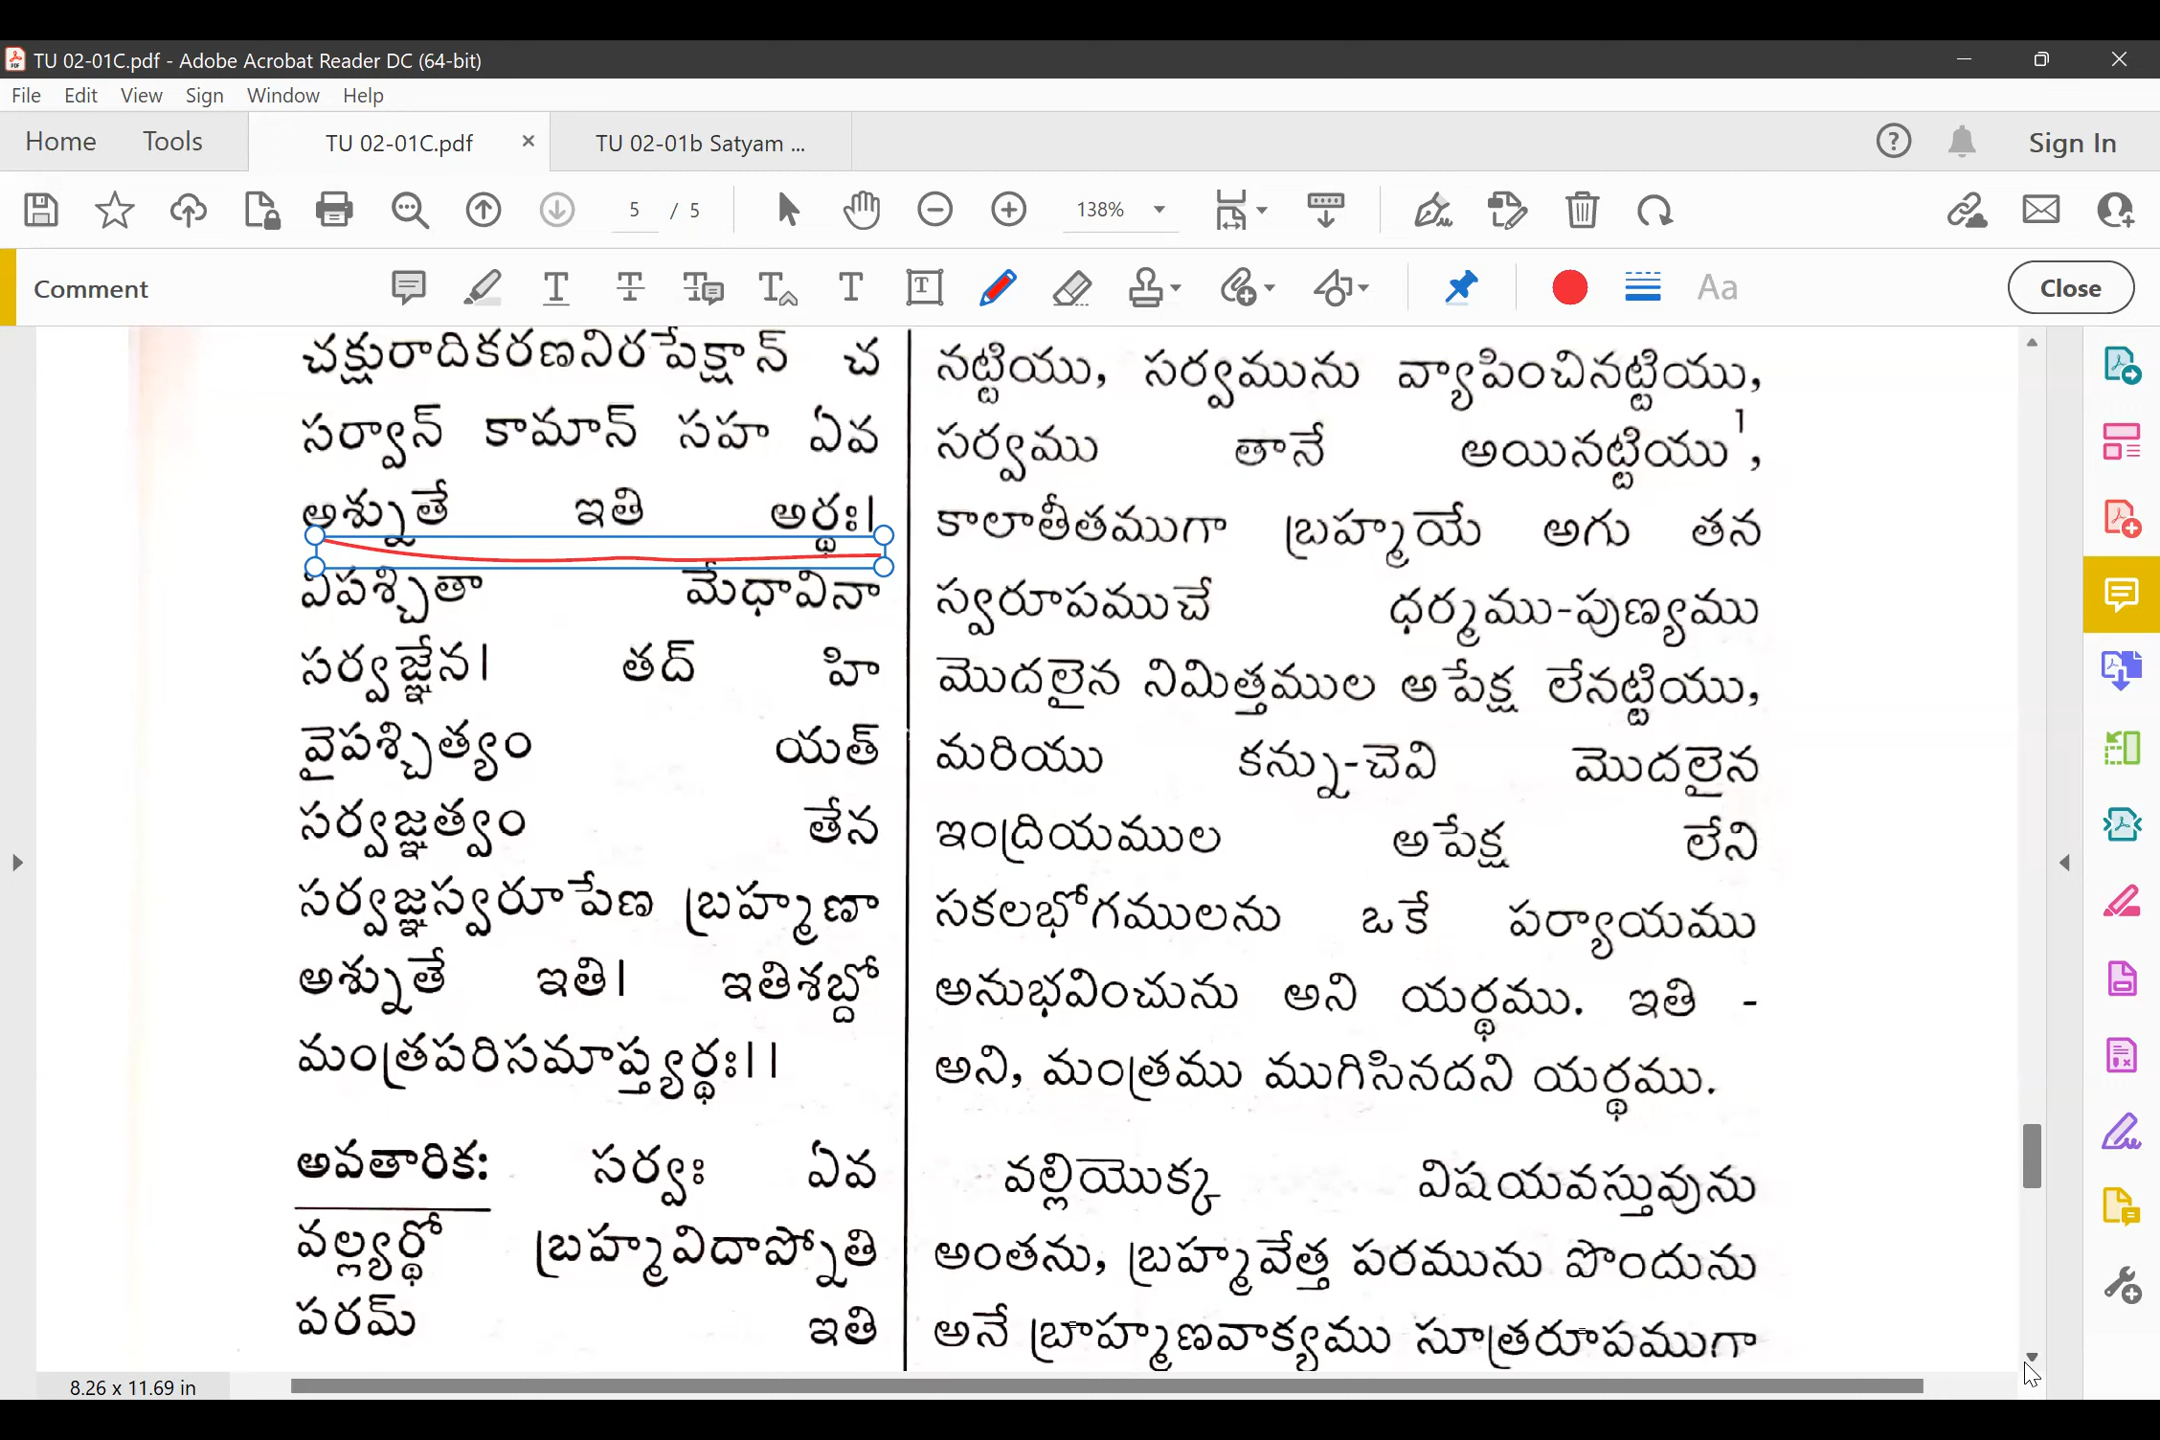 TU 02-01C.pdf - Adobe Acrobat Reader DC (64-bit)
File Edit View Sign Window Help
Home Tools TU 02-01C.pdf TU 02-01b Satyam ... Sign In
5 / 5 138%
Comment Aa Close
చక్షురాదికరణనిరపేక్షాన్ చ
సర్వాన్ కామాన్ సహ ఏవ
అశ్నుతే ఇతి అర్థః।
విపశ్చితా మేధావినా
సర్వజ్ఞేన। తద్ హి
వైపశ్చిత్యం యత్
సర్వజ్ఞత్వం తేన
సర్వజ్ఞస్వరూపేణ బ్రహ్మణా
అశ్నుతే ఇతి। ఇతిశబ్దో
మంత్రపరిసమాప్త్యర్థః।।
అవతారిక: సర్వః ఏవ
వల్ల్యర్థో బ్రహ్మవిదాప్నోతి
పరమ్ ఇతి
నట్టియు, సర్వమును వ్యాపించినట్టియు,
సర్వము తానే అయినట్టియు¹,
కాలాతీతముగా బ్రహ్మయే అగు తన
స్వరూపముచే ధర్మము-పుణ్యము
మొదలైన నిమిత్తముల అపేక్ష లేనట్టియు,
మరియు కన్ను-చెవి మొదలైన
ఇంద్రియముల అపేక్ష లేని
సకలభోగములను ఒకే పర్యాయము
అనుభవించును అని యర్థము. ఇతి -
అని, మంత్రము ముగిసినదని యర్థము.
వల్లియొక్క విషయవస్తువును
అంతను, బ్రహ్మవేత్త పరమును పొందును
అనే బ్రాహ్మణవాక్యము సూత్రరూపముగా
8.26 x 11.69 in